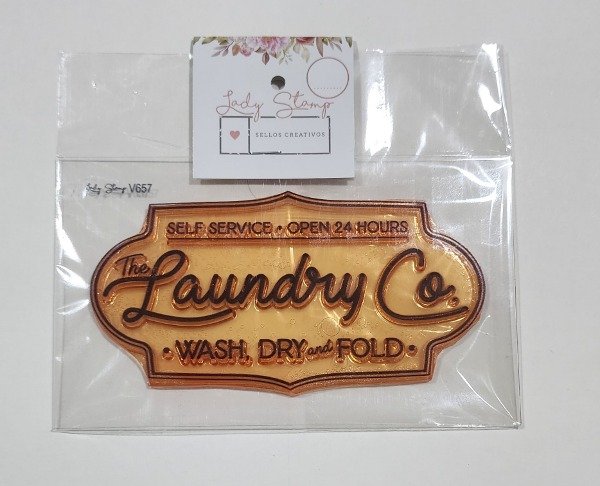 Lady Stamp
SELLOS CREATIVOS
Lady Stamp V657
SELF SERVICE • OPEN 24 HOURS
The
Laundry Co.
• WASH, DRY and FOLD •